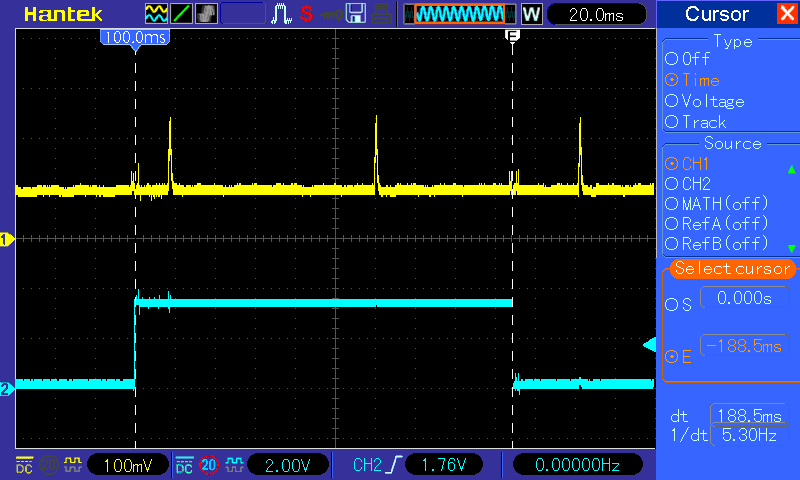 Hantek
S
W
20.0ms
Cursor
100.0ms
E
Type
Off
Time
Voltage
Track
Source
CH1
CH2
MATH(off)
RefA(off)
RefB(off)
1
Select cursor
S
0.000s
E
-188.5ms
2
dt
188.5ms
1/dt
5.30Hz
DC
20
100mV
DC
20
2.00V
CH2
1.76V
0.00000Hz